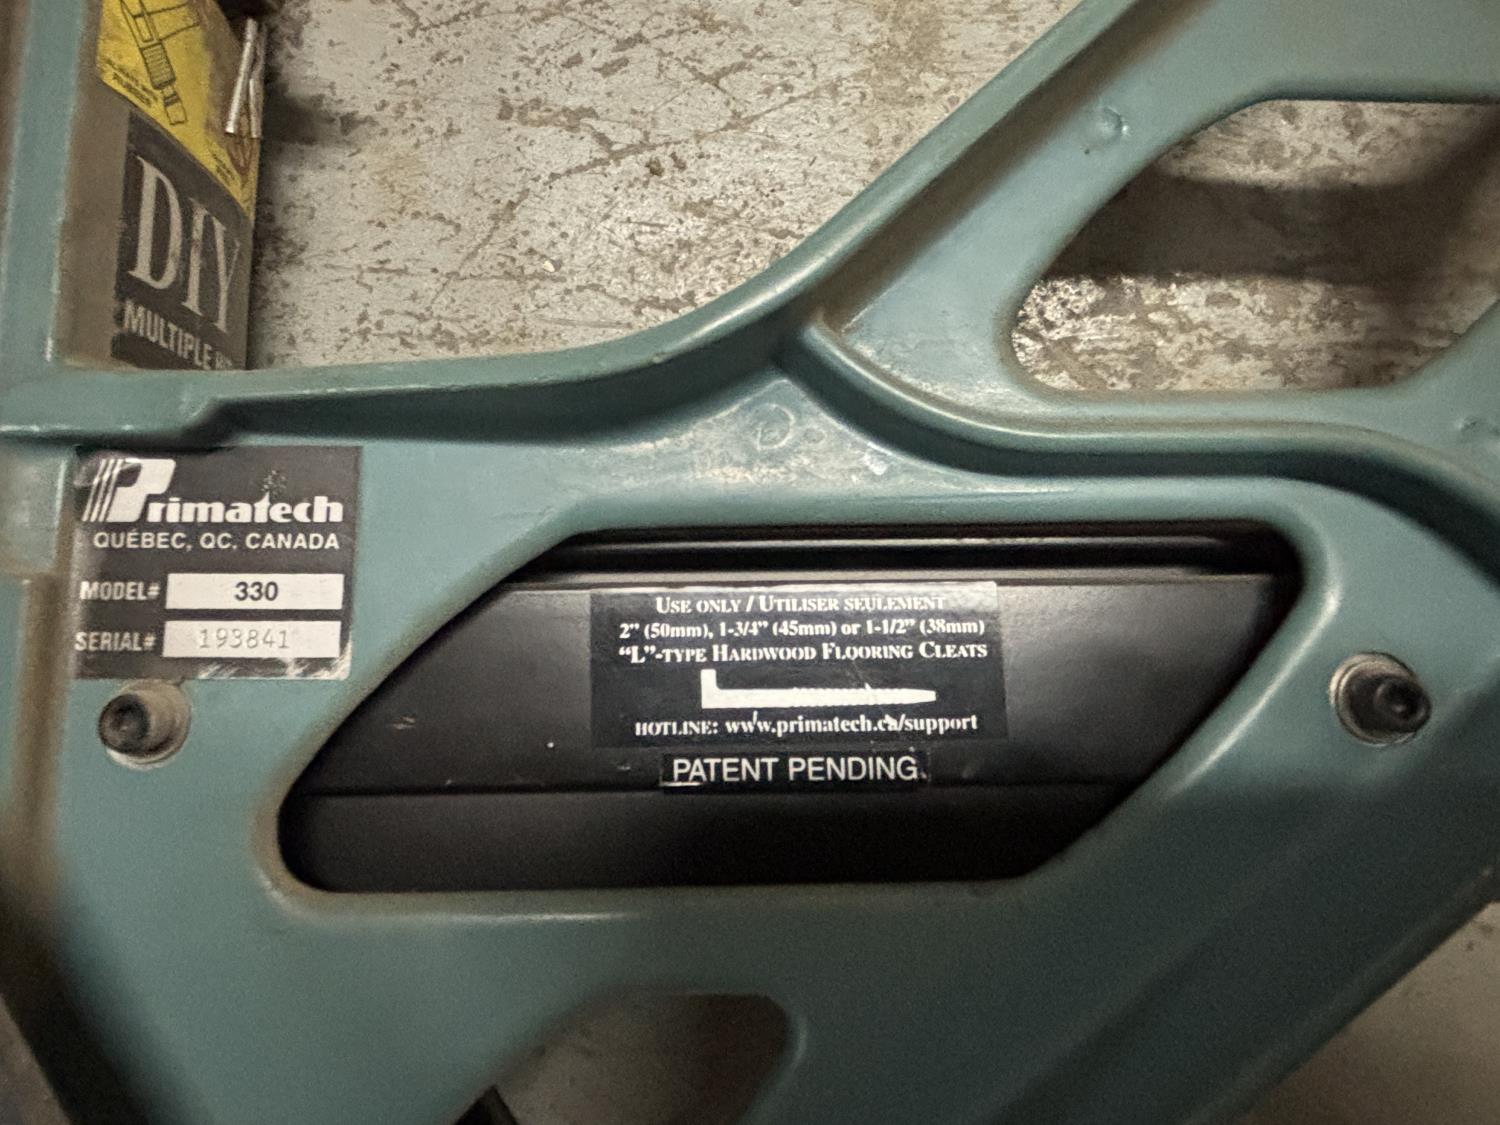 DIY
MULTIPLE
Primatech
QUÉBEC, QC, CANADA
MODEL# 330
SERIAL# 193841
USE ONLY / UTILISER SEULEMENT
2" (50mm), 1-3/4" (45mm) or 1-1/2" (38mm)
"L"-TYPE HARDWOOD FLOORING CLEATS
HOTLINE: www.primatech.ca/support
PATENT PENDING